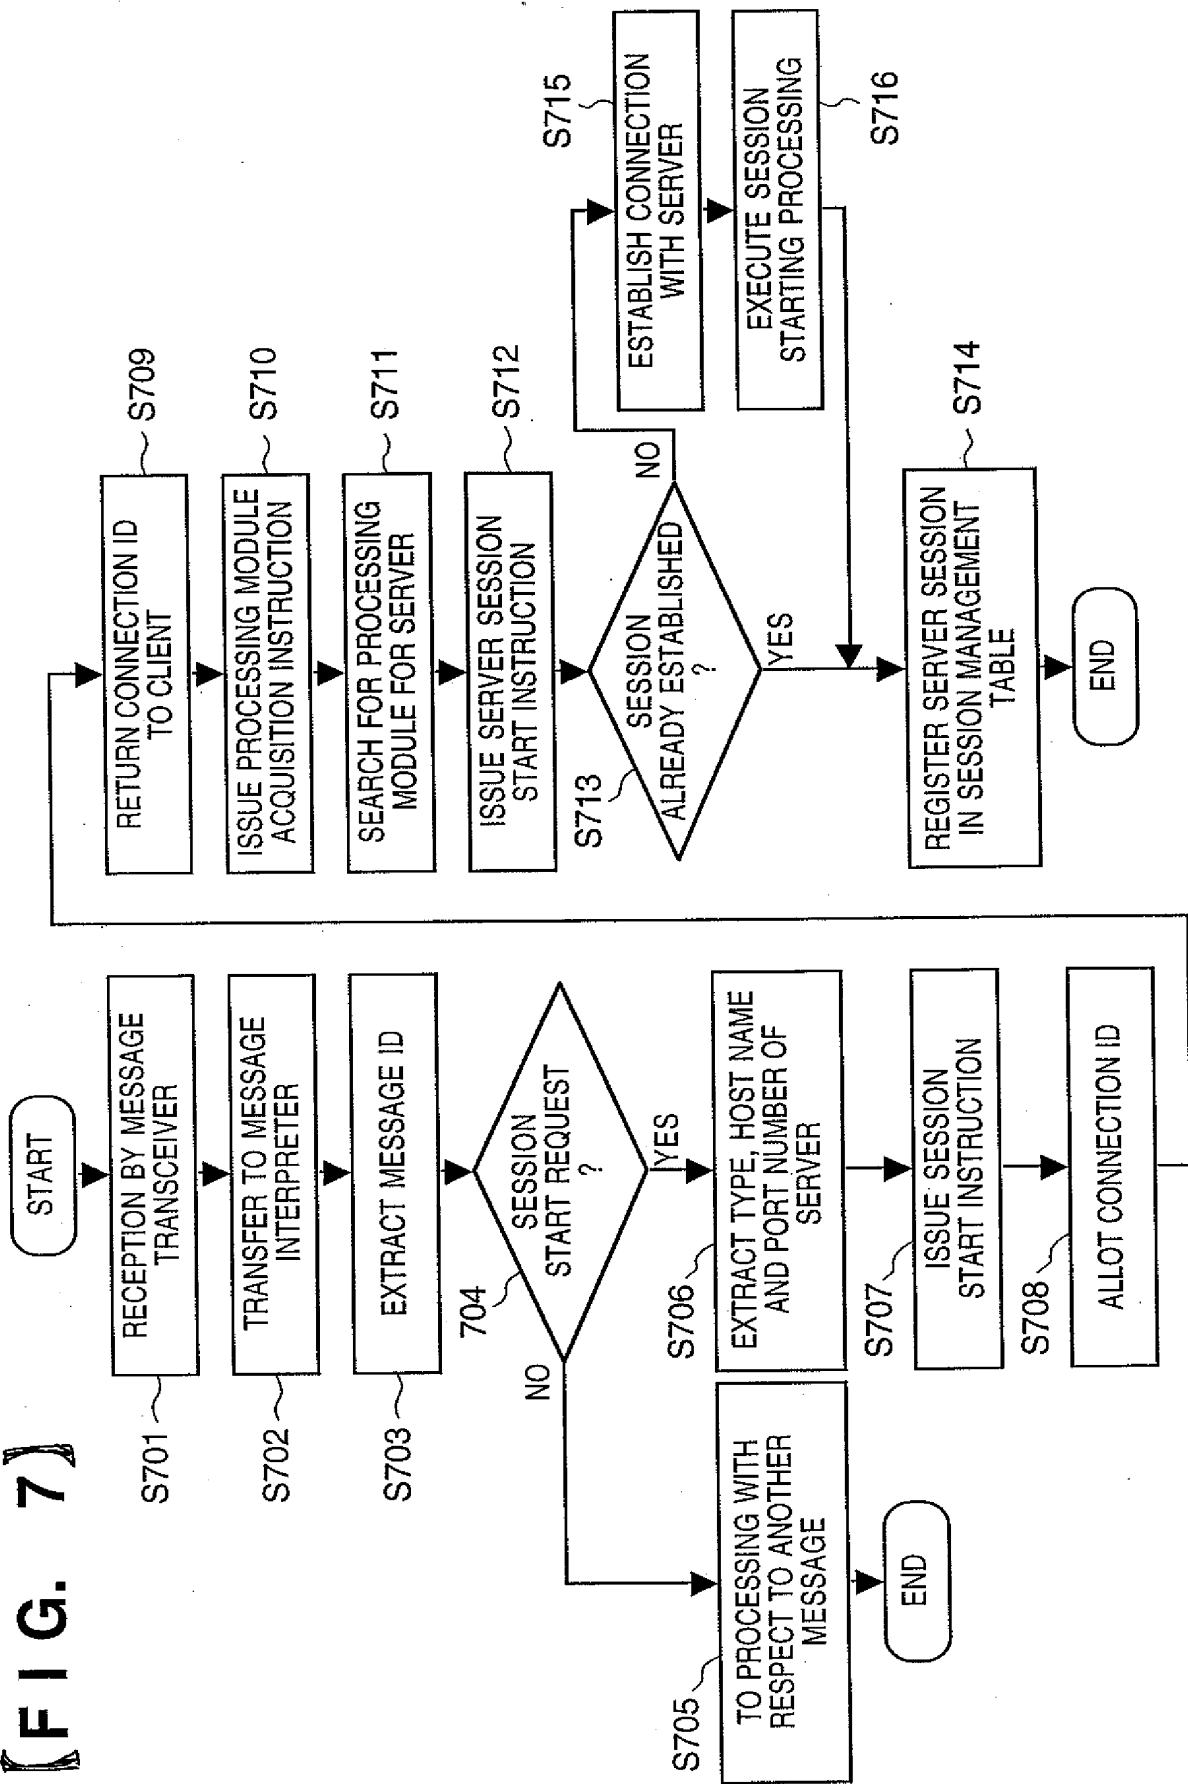 [FIG. 7]
START
RECEPTION BY MESSAGE
TRANSCEIVER
S701
TRANSFER TO MESSAGE
INTERPRETER
S702
EXTRACT MESSAGE ID
S703
SESSION
START REQUEST
?
704
NO
YES
TO PROCESSING WITH
RESPECT TO ANOTHER
MESSAGE
S705
END
EXTRACT TYPE, HOST NAME
AND PORT NUMBER OF
SERVER
S706
ISSUE SESSION
START INSTRUCTION
S707
ALLOT CONNECTION ID
S708
RETURN CONNECTION ID
TO CLIENT
S709
ISSUE PROCESSING MODULE
ACQUISITION INSTRUCTION
S710
SEARCH FOR PROCESSING
MODULE FOR SERVER
S711
ISSUE SERVER SESSION
START INSTRUCTION
S712
SESSION
ALREADY ESTABLISHED
?
S713
NO
YES
ESTABLISH CONNECTION
WITH SERVER
S715
EXECUTE SESSION
STARTING PROCESSING
S716
REGISTER SERVER SESSION
IN SESSION MANAGEMENT
TABLE
S714
END